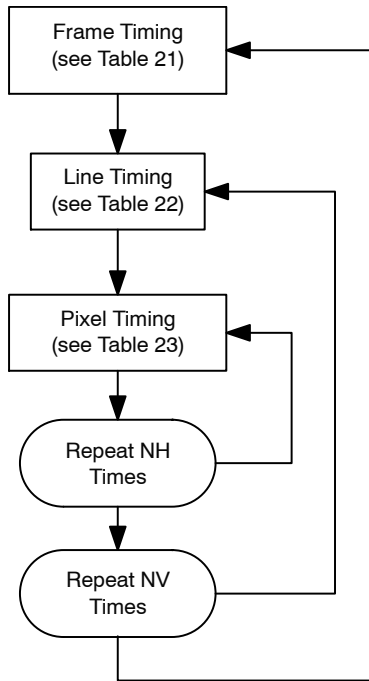 Frame Timing
(see Table 21)
Line Timing
(see Table 22)
Pixel Timing
(see Table 23)
Repeat NH
Times
Repeat NV
Times